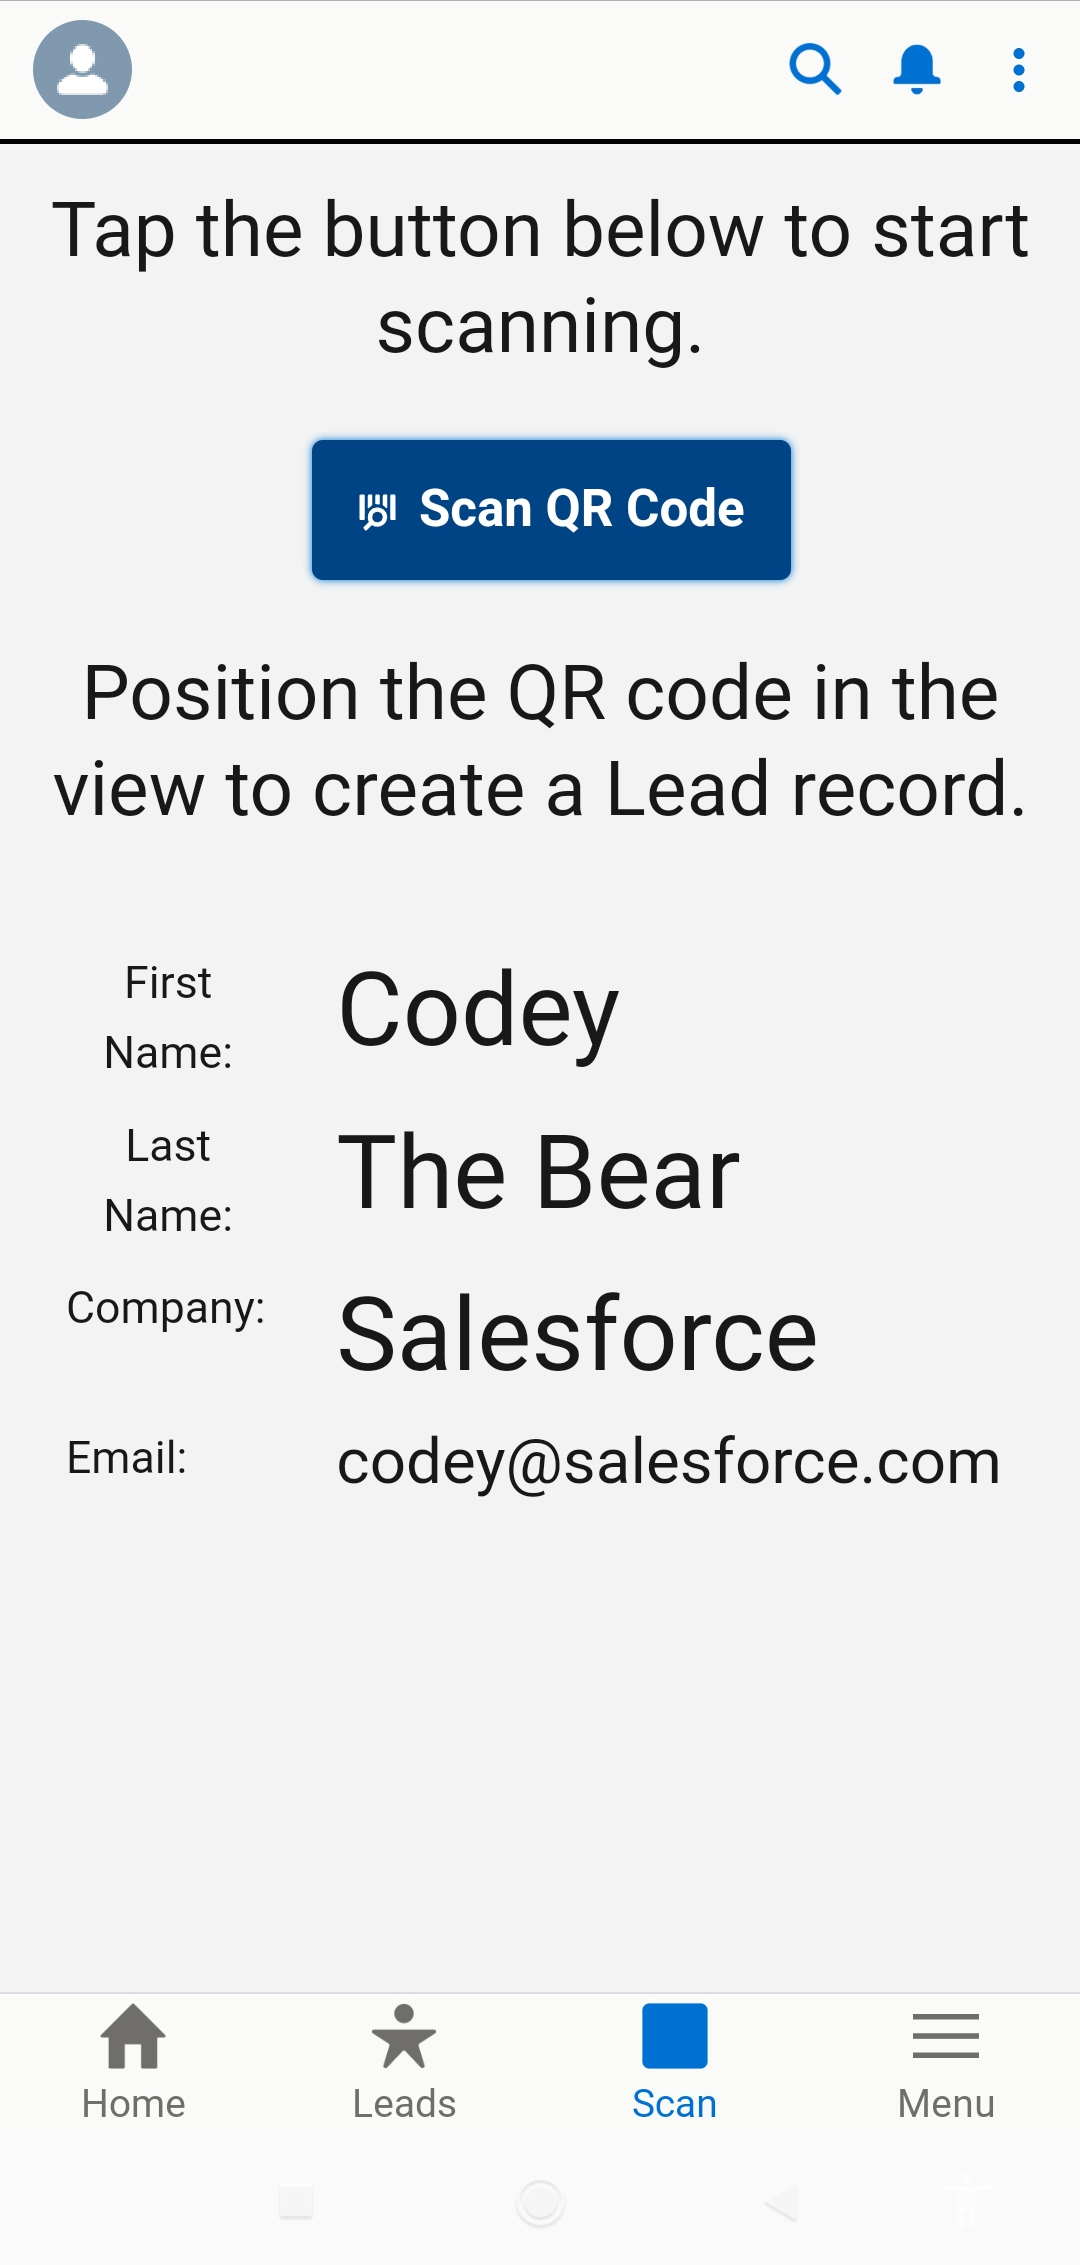 Tap the button below to start
scanning.
Scan QR Code
Position the QR code in the
view to create a Lead record.
First
Name:
Codey
Last
Name:
The Bear
Company:
Salesforce
Email:
codey@salesforce.com
Home
Leads
Scan
Menu